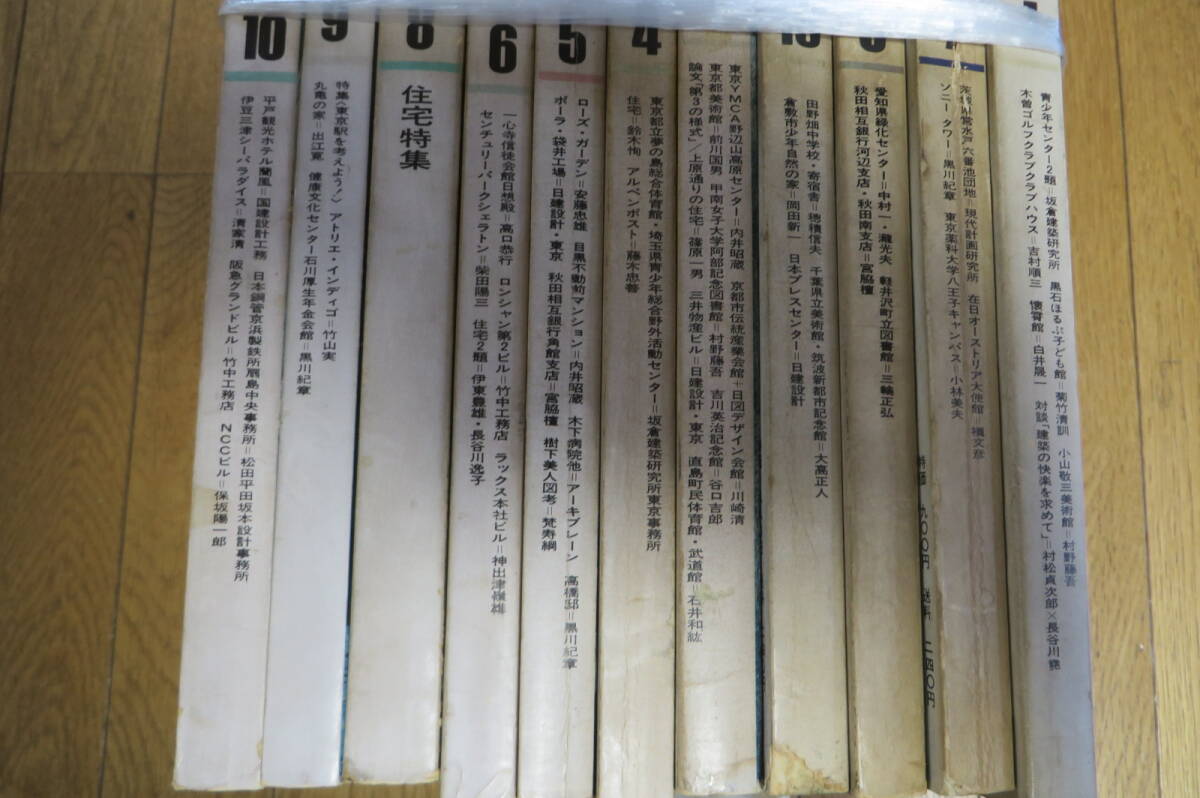 10
平戸観光ホテル蘭風=国建設計工務 日本鋼管京浜製鉄所扇島中央事務所=松田平田坂本設計事務所
伊豆三津シーパラダイス=清家清 阪急グランドビル=竹中工務店 NCCビル=保坂陽一郎
9
特集〈東京駅を考えよう〉 アトリエ・インディゴ=竹山実
丸亀の家=出江寛 健康文化センター石川厚生年金会館=黒川紀章
8
住宅特集
6
一心寺信徒会館日想殿=高口恭行 ロンシャン第2ビル=竹中工務店 ラックス本社ビル=神出津嶺雄
センチュリーパークシェラトン=柴田陽三 住宅2題=伊東豊雄・長谷川逸子
5
ローズ・ガーデン=安藤忠雄 目黒不動前マンション=内井昭蔵 木下病院他=アーキブレーン 高橋邸=黒川紀章
ポーラ・袋井工場=日建設計・東京 秋田相互銀行角館支店=宮脇檀 樹下美人図考=梵寿綱
4
東京都立夢の島総合体育館・埼玉県青少年総合野外活動センター=坂倉建築研究所東京事務所
住宅=鈴木恂 アルペンポスト=藤木忠善
東京YMCA野辺山高原センター=内井昭蔵 京都市伝統産業会館+日図デザイン会館=川崎清
東京都美術館=前川国男 甲南女子大学阿部記念図書館=村野藤吾 吉川英治記念館=谷口吉郎
論文「第3の様式」/上原通りの住宅=篠原一男 三井物産ビル=日建設計・東京 直島町民体育館・武道館=石井和紘
田野畑中学校・寄宿舎=穂積信夫 千葉県立美術館・筑波新都市記念館=大高正人
倉敷市少年自然の家=岡田新一 日本プレスセンター=日建設計
愛知県緑化センター=中村一・瀧光夫 軽井沢町立図書館=三輪正弘
秋田相互銀行河辺支店・秋田南支店=宮脇檀
茨城県営水戸六番池団地=現代計画研究所 在日オーストリア大使館=槇文彦
ソニータワー=黒川紀章 東京薬科大学八王子キャンパス=小林美夫
特価 九〇〇円 送料 二四〇円
青少年センター2題=坂倉建築研究所 黒石ほるぷ子ども館=菊竹清訓 小山敬三美術館=村野藤吾
木曽ゴルフクラブクラブハウス=吉村順三 懐霄館=白井晟一 対談「建築の快楽を求めて」=村松貞次郎×長谷川堯